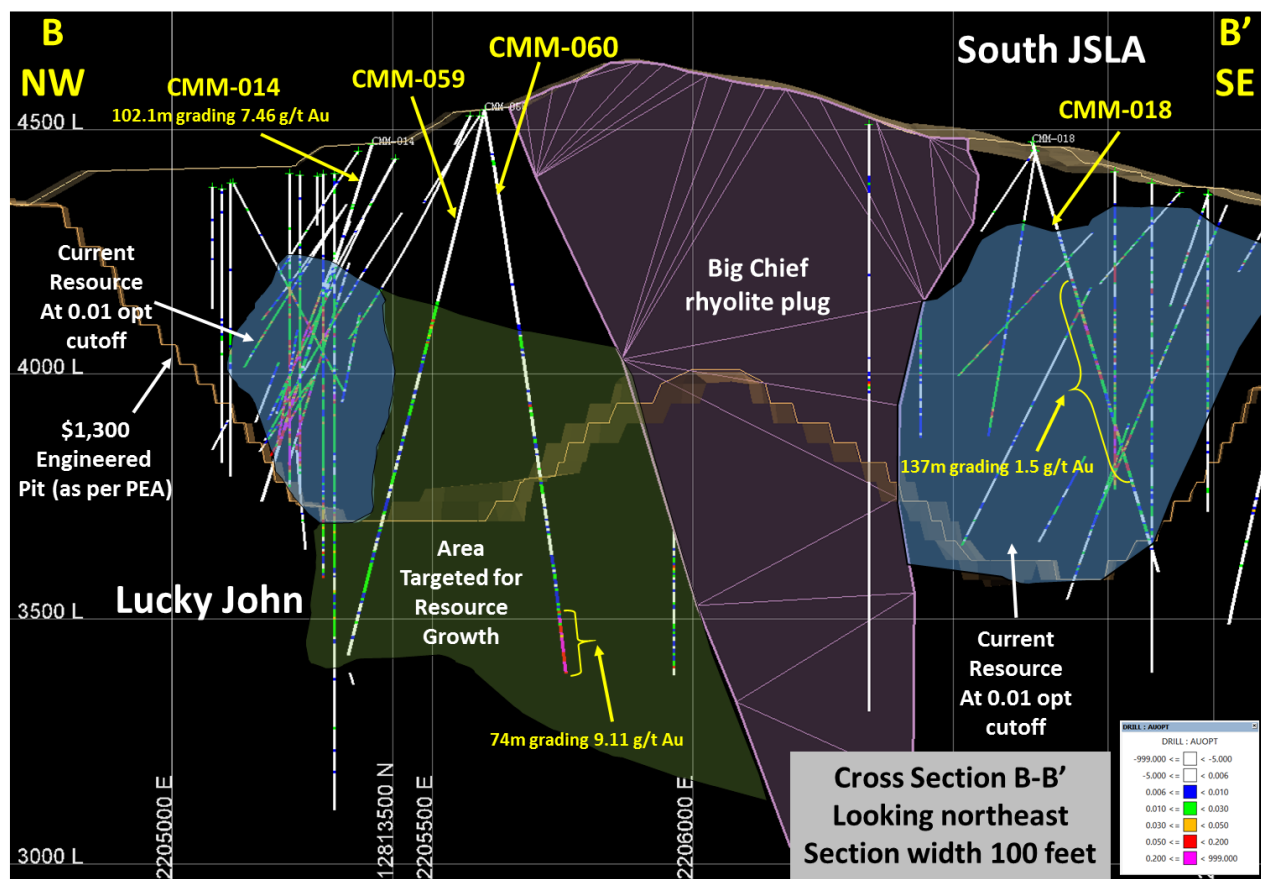 B
NW
CMM-014
102.1m grading 7.46 g/t Au
CMM-059
CMM-060
South JSLA
B’
SE
CMM-018
4500 L
CMM-014
CMM-06
CMM-018
Current
Resource
At 0.01 opt
cutoff
Big Chief
rhyolite plug
4000 L
$1,300
Engineered
Pit (as per PEA)
137m grading 1.5 g/t Au
Lucky John
Area
Targeted for
Resource
Growth
3500 L
Current
Resource
At 0.01 opt
cutoff
74m grading 9.11 g/t Au
DRILL : AUOPT
DRILL : AUOPT
-999.000 <= < -5.000
-5.000 <= < 0.006
0.006 <= < 0.010
0.010 <= < 0.030
0.030 <= < 0.050
0.050 <= < 0.200
0.200 <= < 999.000
Cross Section B-B’
Looking northeast
Section width 100 feet
3000 L
2205000 E
12813500 N
2205500 E
2206000 E